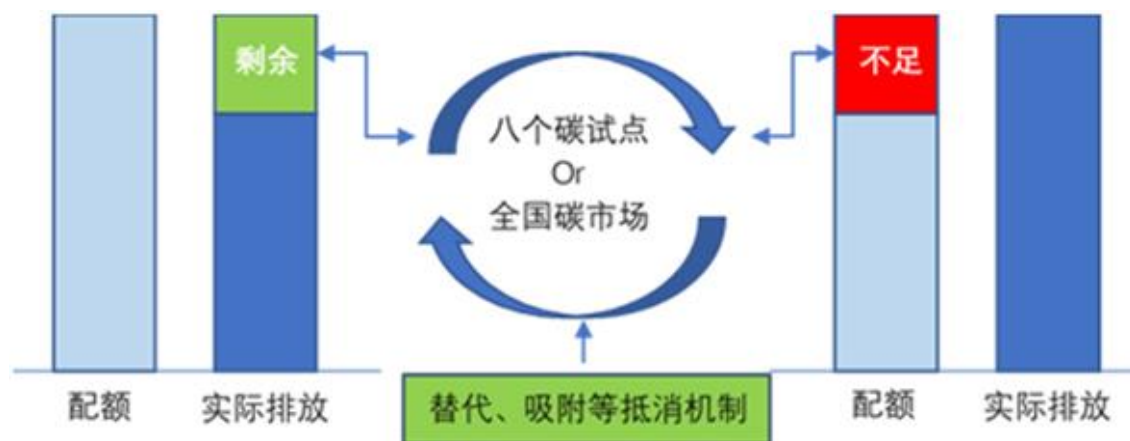 剩余
不足
八个碳试点
Or
全国碳市场
配额
实际排放
替代、吸附等抵消机制
配额
实际排放